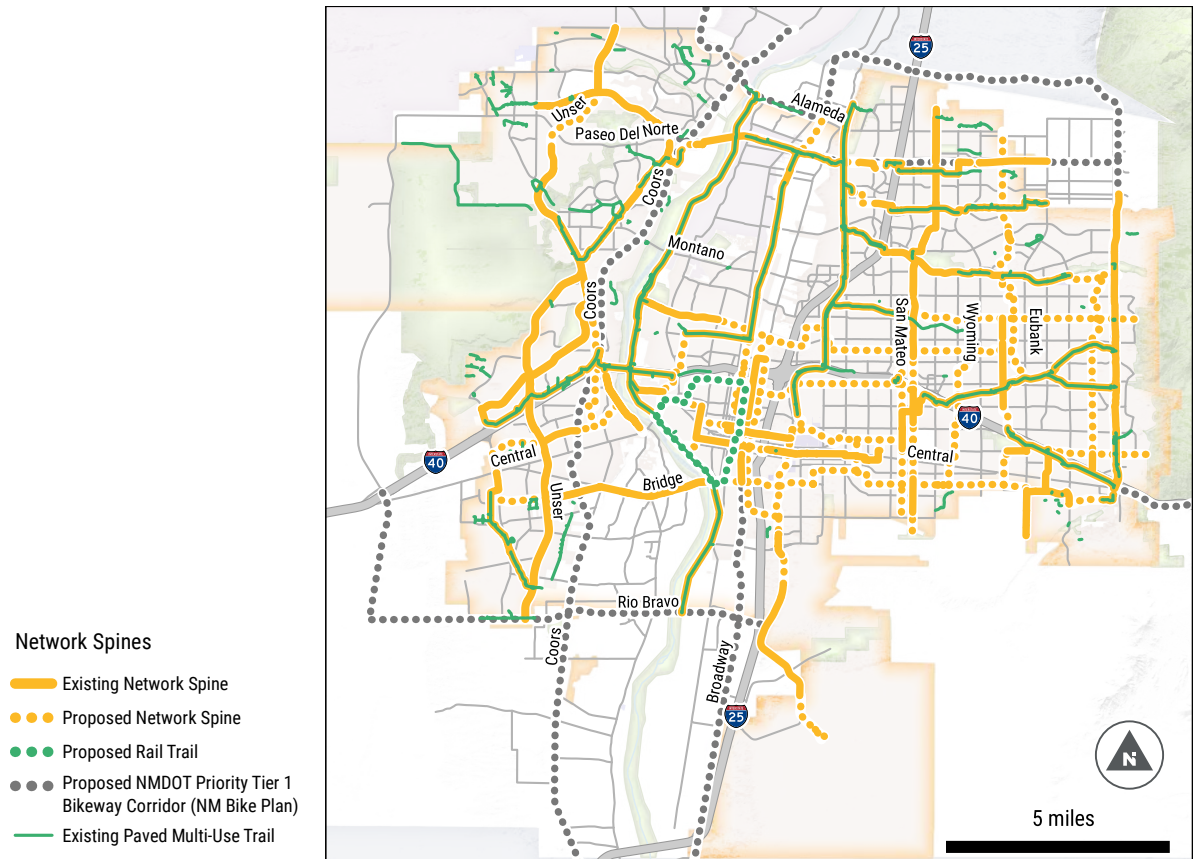 25
Alameda
Unser
Paseo Del Norte
Coors
Montano
Coors
San Mateo
Wyoming
Eubank
40
Central
Central
40
Bridge
Unser
Rio Bravo
Coors
Broadway
25
N
5 miles
Network Spines
Existing Network Spine
Proposed Network Spine
Proposed Rail Trail
Proposed NMDOT Priority Tier 1
Bikeway Corridor (NM Bike Plan)
Existing Paved Multi-Use Trail